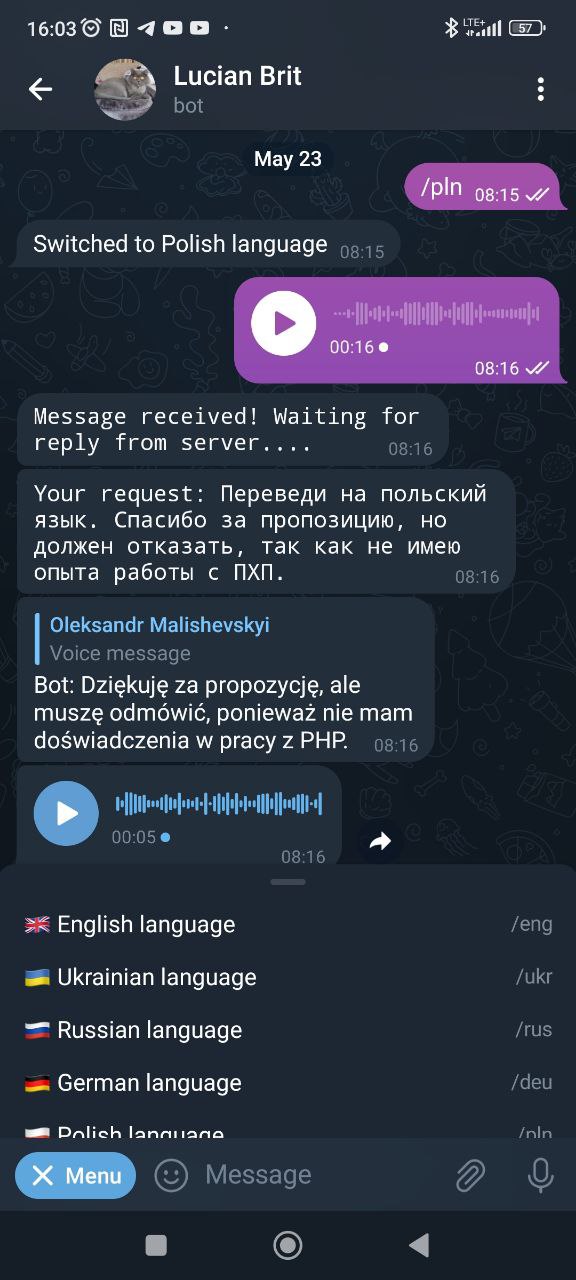 16:03
LTE+
57
Lucian Brit
bot
May 23
/pln 08:15
Switched to Polish language 08:15
00:16
08:16
Message received! Waiting for
reply from server.... 08:16
Your request: Переведи на польский
язык. Спасибо за пропозицию, но
должен отказать, так как не имею
опыта работы с ПХП. 08:16
Oleksandr Malishevskyi
Voice message
Bot: Dziękuję za propozycję, ale
muszę odmówić, ponieważ nie mam
doświadczenia w pracy z PHP. 08:16
00:05
08:16
English language /eng
Ukrainian language /ukr
Russian language /rus
German language /deu
Polish language /pln
Menu Message